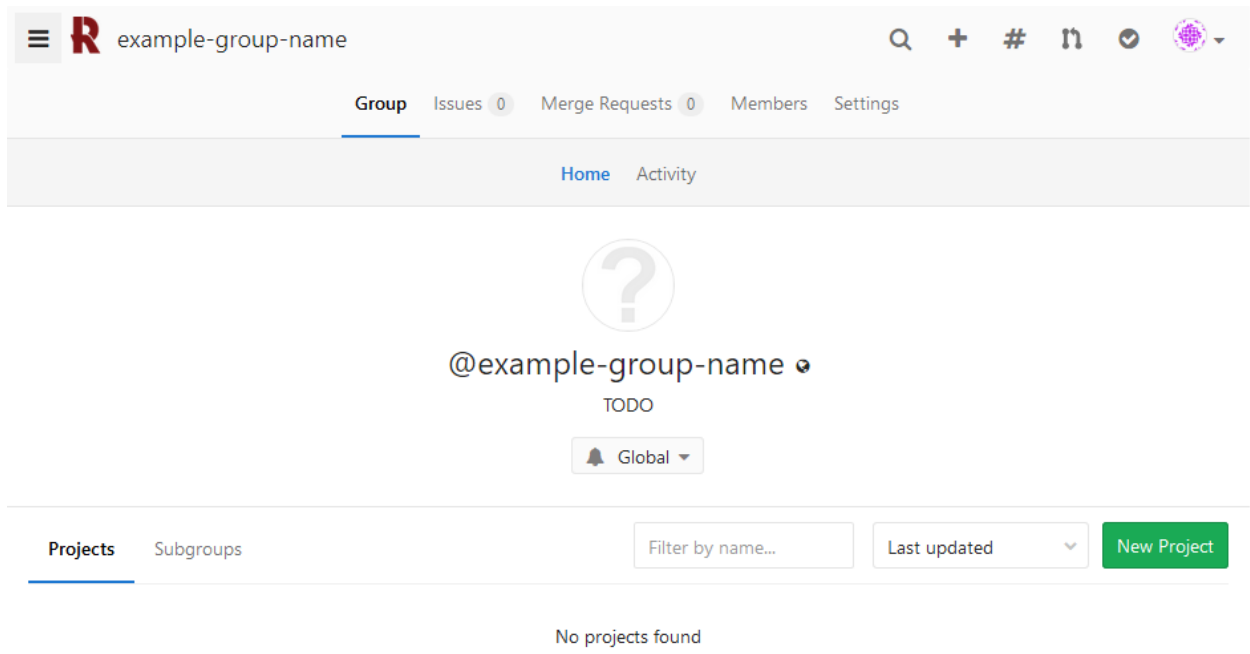 example-group-name
Group Issues 0 Merge Requests 0 Members Settings
Home Activity
@example-group-name
TODO
Global
Projects Subgroups Filter by name... Last updated New Project
No projects found